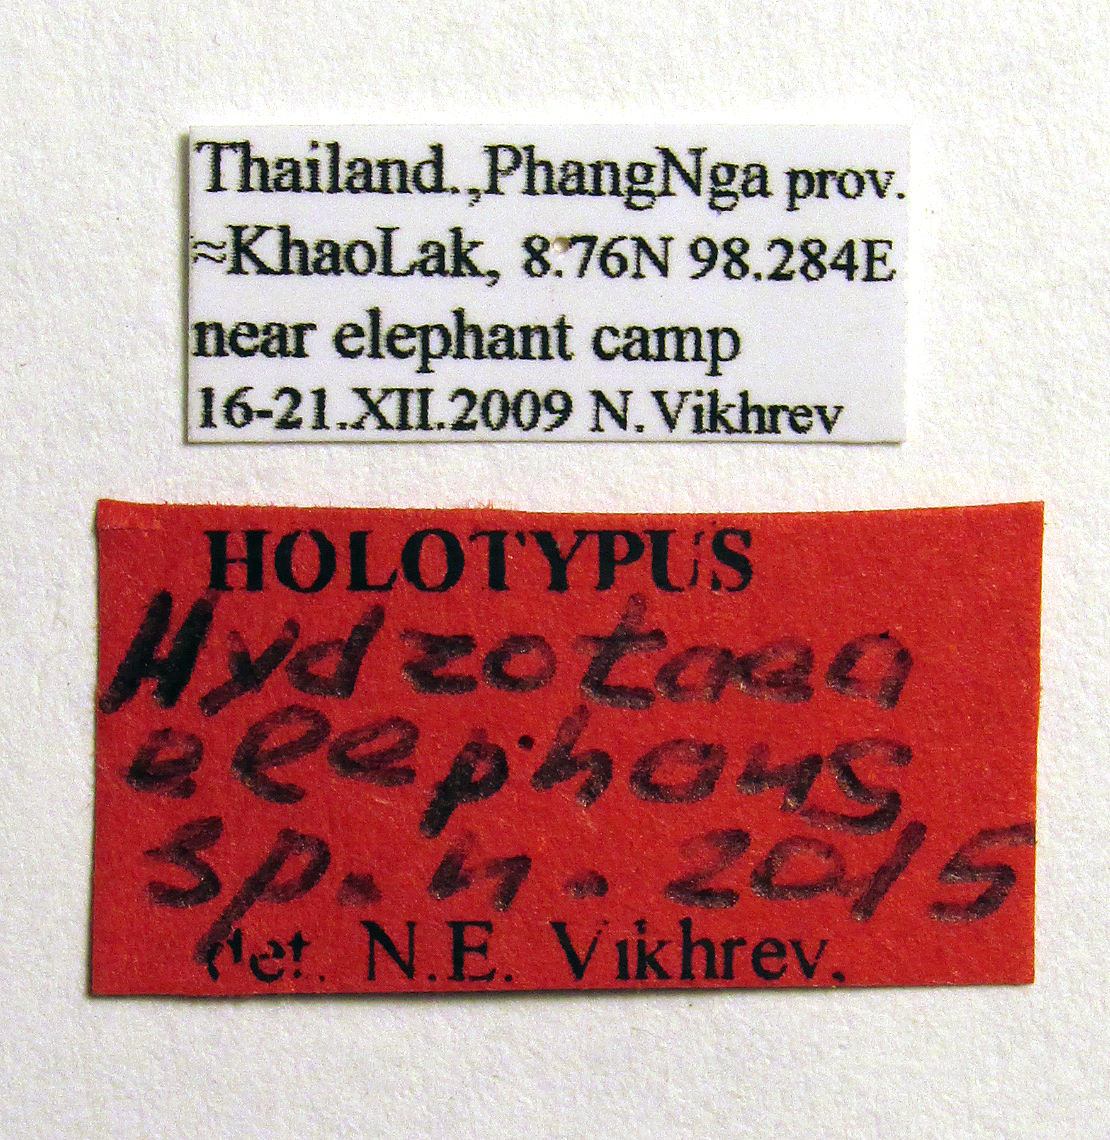 Thailand.,PhangNga prov.
≈KhaoLak, 8.76N 98.284E
near elephant camp
16-21.XII.2009 N.Vikhrev
HOLOTYPUS
Hydrotaea
elephans
sp. n. 2015
det. N.E. Vikhrev.